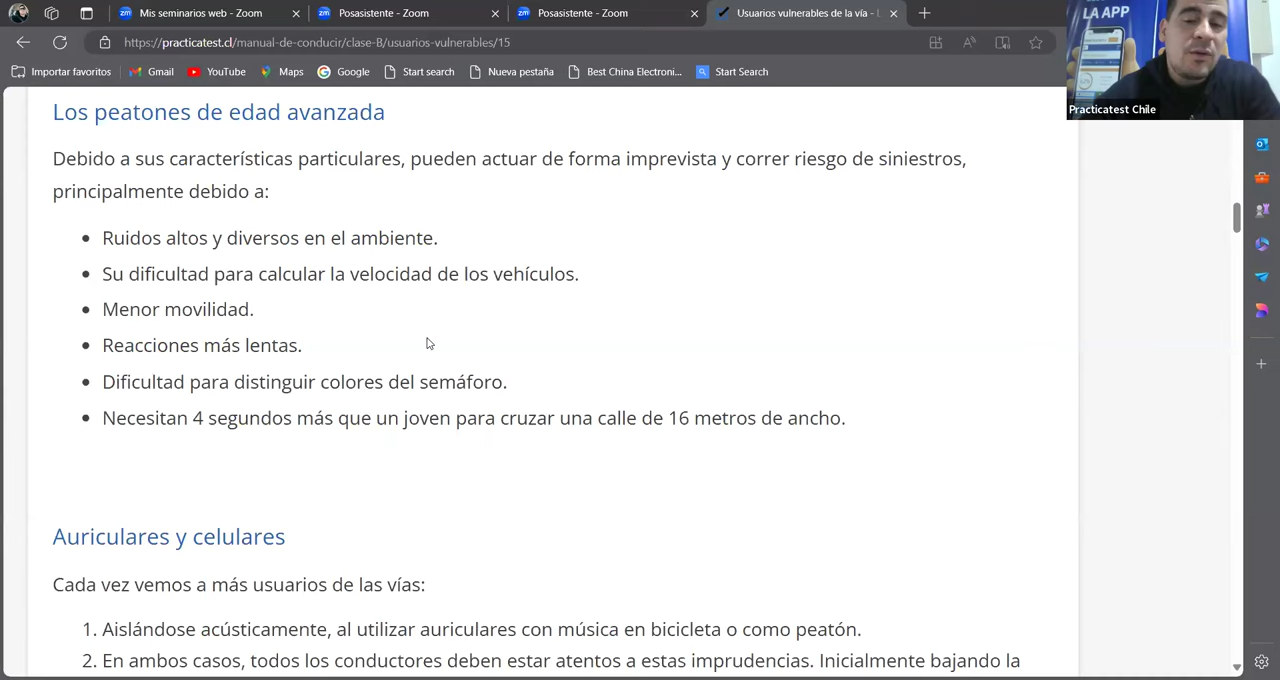 Mis seminarios web - Zoom
Posasistente - Zoom
Posasistente - Zoom
Usuarios vulnerables de la vía -
https://practicatest.cl/manual-de-conducir/clase-B/usuarios-vulnerables/15
Importar favoritos
Gmail
YouTube
Maps
Google
Start search
Nueva pestaña
Best China Electroni...
Start Search
LA APP
Practicatest Chile
Los peatones de edad avanzada
Debido a sus características particulares, pueden actuar de forma imprevista y correr riesgo de siniestros,
principalmente debido a:
• Ruidos altos y diversos en el ambiente.
• Su dificultad para calcular la velocidad de los vehículos.
• Menor movilidad.
• Reacciones más lentas.
• Dificultad para distinguir colores del semáforo.
• Necesitan 4 segundos más que un joven para cruzar una calle de 16 metros de ancho.
Auriculares y celulares
Cada vez vemos a más usuarios de las vías:
1. Aislándose acústicamente, al utilizar auriculares con música en bicicleta o como peatón.
2. En ambos casos, todos los conductores deben estar atentos a estas imprudencias. Inicialmente bajando la